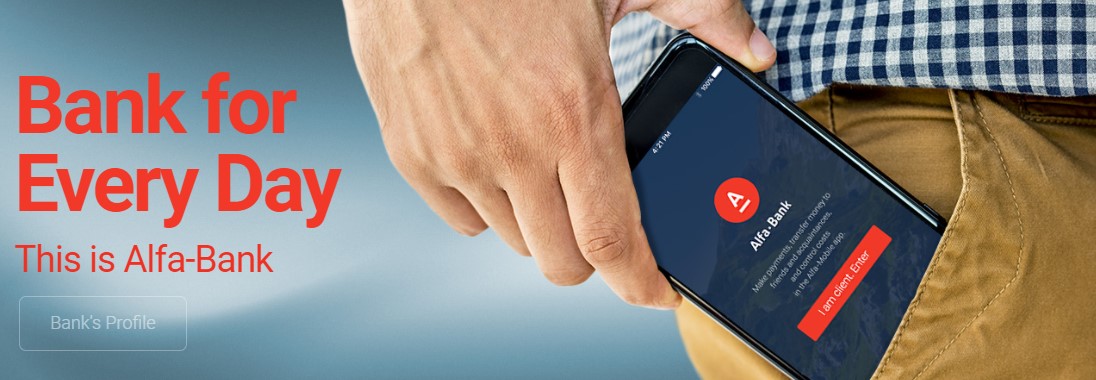 Bank for
Every Day
This is Alfa-Bank
Bank's Profile
100%
4:21 PM
A
Alfa-Bank
Make payments, transfer money to
friends and acquaintances,
and control costs
in the Alfa-Mobile app.
I am client. Enter